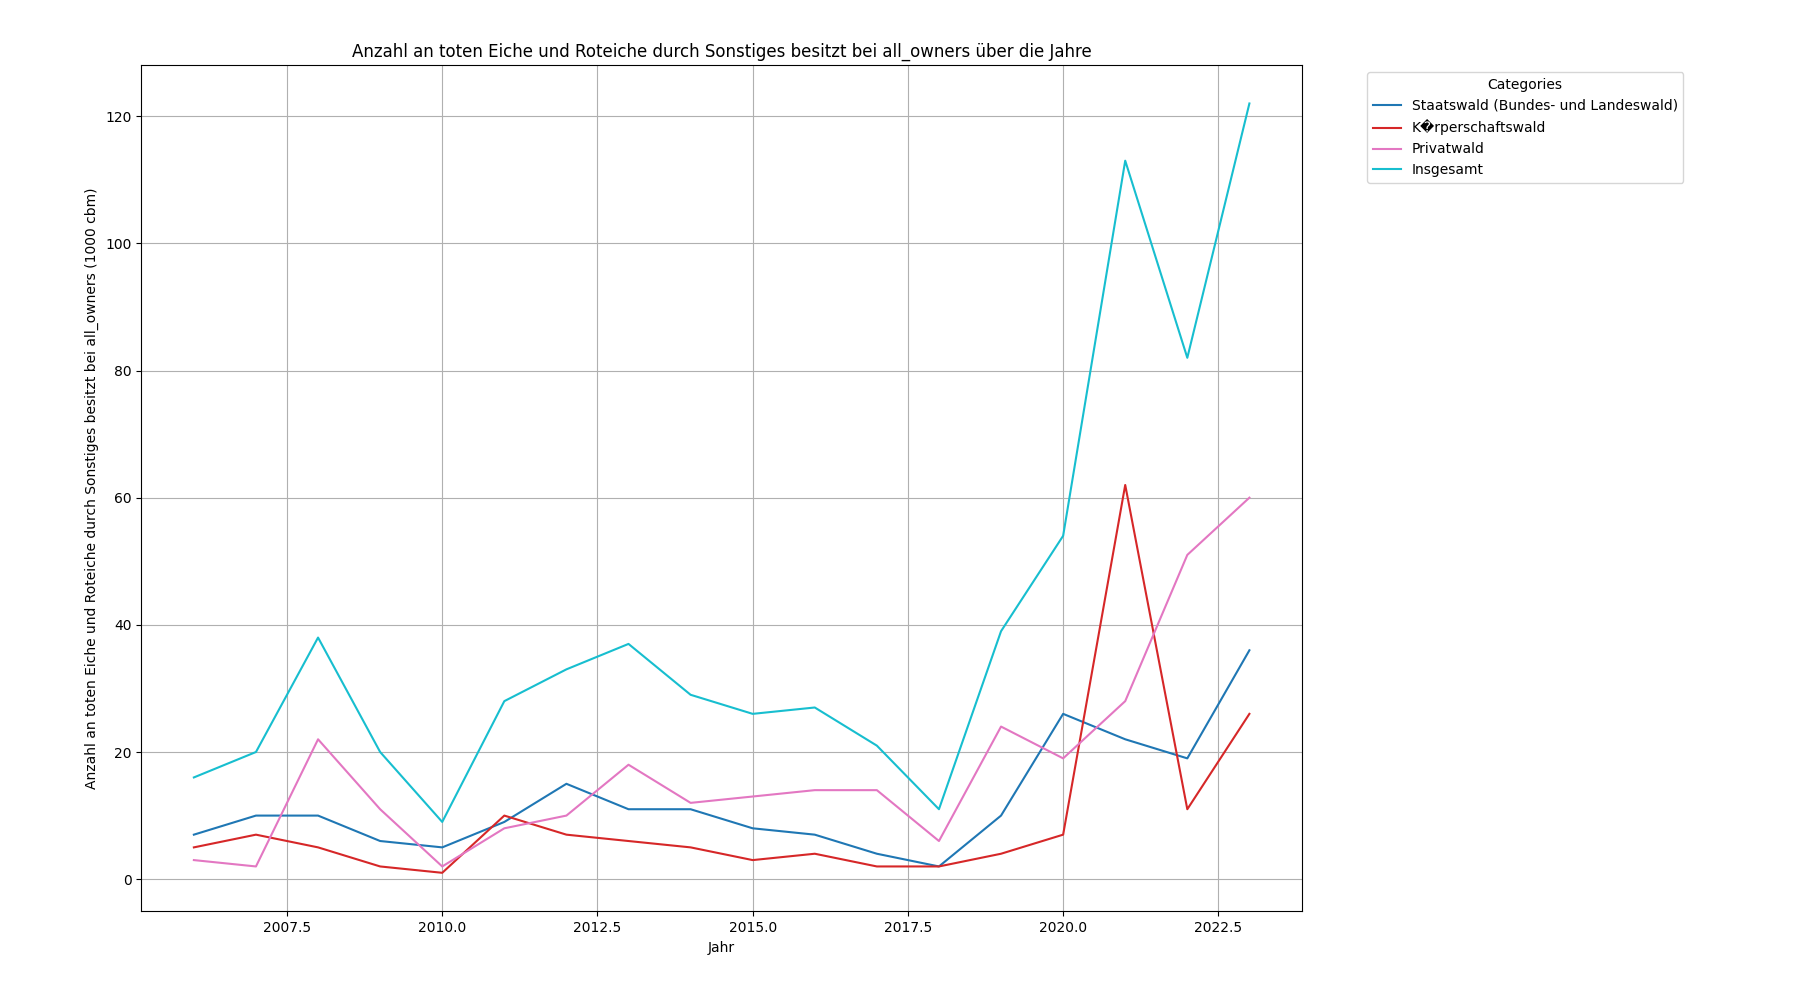 Anzahl an toten Eiche und Roteiche durch Sonstiges besitzt bei all_owners über die Jahre
Categories
Staatswald (Bundes- und Landeswald)
K�rperschaftswald
Privatwald
Insgesamt
Anzahl an toten Eiche und Roteiche durch Sonstiges besitzt bei all_owners (1000 cbm)
120
100
80
60
40
20
0
2007.5 2010.0 2012.5 2015.0 2017.5 2020.0 2022.5
Jahr